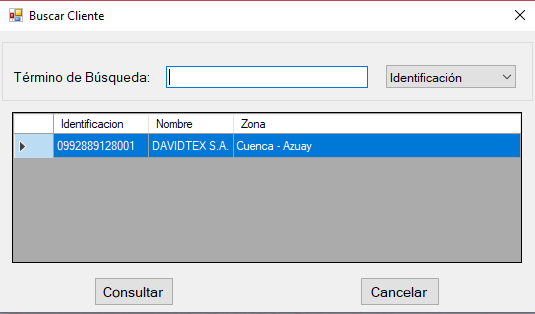 Buscar Cliente
Término de Búsqueda: Identificación
Identificacion Nombre Zona
0992889128001 DAVIDTEX S.A. Cuenca - Azuay
Consultar Cancelar